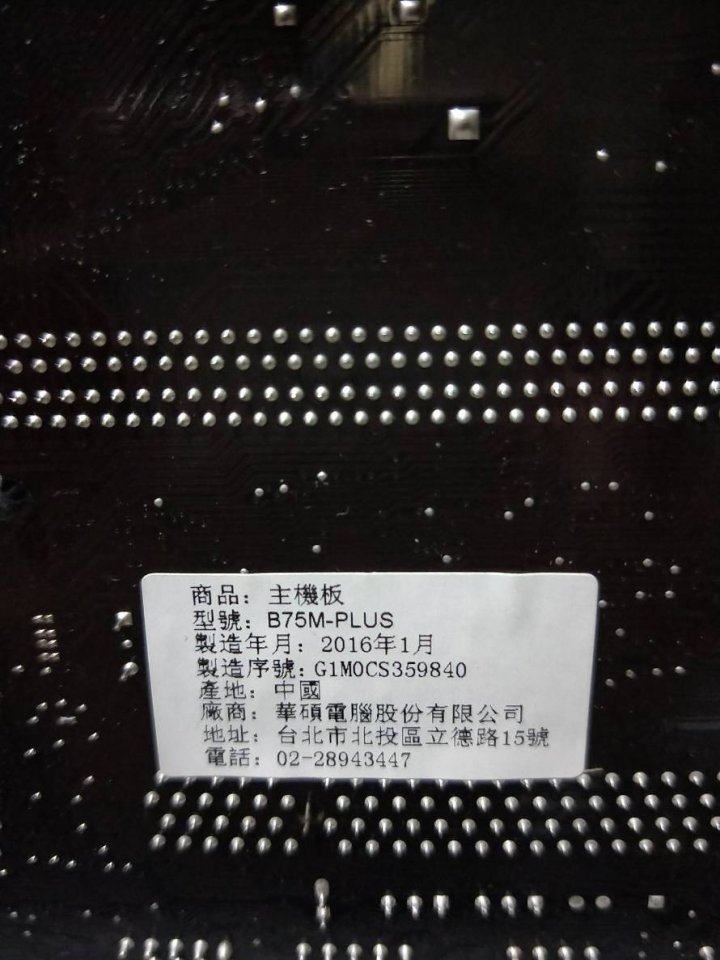 商品：主機板
型號：B75M-PLUS
製造年月：2016年1月
製造序號：G1M0CS359840
產地：中國
廠商：華碩電腦股份有限公司
地址：台北市北投區立德路15號
電話：02-28943447